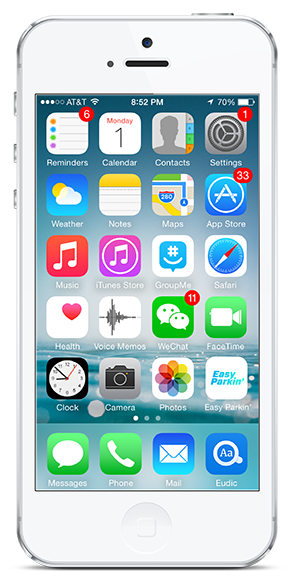 AT&T 8:52 PM 70%
6 Monday 1
Reminders Calendar Contacts Settings
33
280
Weather Notes Maps App Store
Music iTunes Store GroupMe Safari
11
Health Voice Memos WeChat FaceTime
Easy
Parkin'
Clock Camera Photos Easy Parkin'
Aa
Messages Phone Mail Eudic